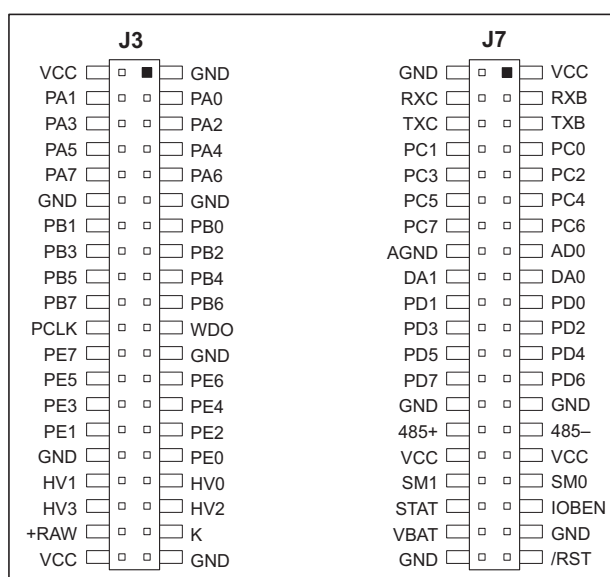 J3 J7
VCC GND GND VCC
PA1 PA0 RXC RXB
PA3 PA2 TXC TXB
PA5 PA4 PC1 PC0
PA7 PA6 PC3 PC2
GND GND PC5 PC4
PB1 PB0 PC7 PC6
PB3 PB2 AGND AD0
PB5 PB4 DA1 DA0
PB7 PB6 PD1 PD0
PCLK WDO PD3 PD2
PE7 GND PD5 PD4
PE5 PE6 PD7 PD6
PE3 PE4 GND GND
PE1 PE2 485+ 485–
GND PE0 VCC VCC
HV1 HV0 SM1 SM0
HV3 HV2 STAT IOBEN
+RAW K VBAT GND
VCC GND GND /RST